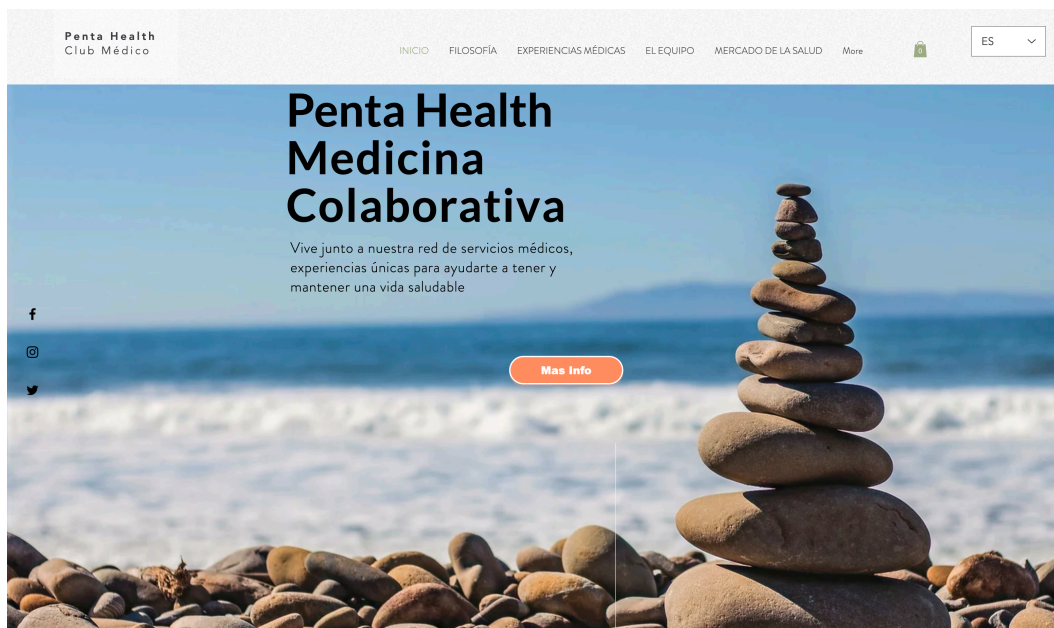 Penta Health
Club Médico
INICIO
FILOSOFÍA
EXPERIENCIAS MÉDICAS
EL EQUIPO
MERCADO DE LA SALUD
More
0
ES
Penta Health
Medicina
Colaborativa
Vive junto a nuestra red de servicios médicos,
experiencias únicas para ayudarte a tener y
mantener una vida saludable
Mas Info